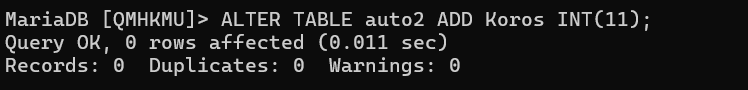 MariaDB [QMHKMU]> ALTER TABLE auto2 ADD Koros INT(11);
Query OK, 0 rows affected (0.011 sec)
Records: 0  Duplicates: 0  Warnings: 0